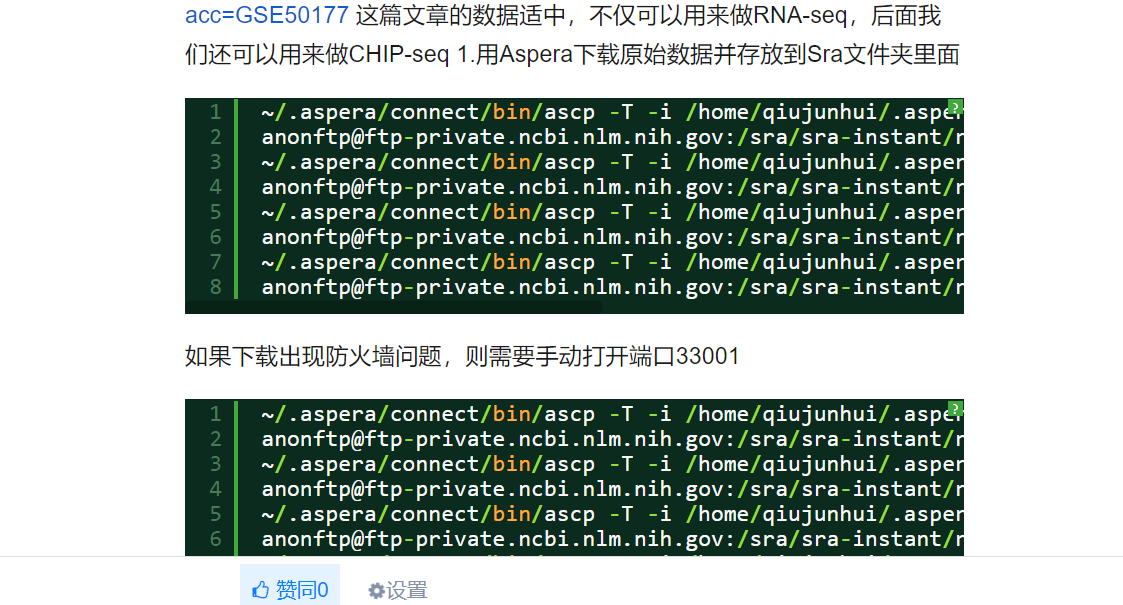 acc=GSE50177 这篇文章的数据适中，不仅可以用来做RNA-seq，后面我
们还可以用来做CHIP-seq 1.用Aspera下载原始数据并存放到Sra文件夹里面
1 ~/.aspera/connect/bin/ascp -T -i /home/qiujunhui/.asper
2 anonftp@ftp-private.ncbi.nlm.nih.gov:/sra/sra-instant/r
3 ~/.aspera/connect/bin/ascp -T -i /home/qiujunhui/.asper
4 anonftp@ftp-private.ncbi.nlm.nih.gov:/sra/sra-instant/r
5 ~/.aspera/connect/bin/ascp -T -i /home/qiujunhui/.asper
6 anonftp@ftp-private.ncbi.nlm.nih.gov:/sra/sra-instant/r
7 ~/.aspera/connect/bin/ascp -T -i /home/qiujunhui/.asper
8 anonftp@ftp-private.ncbi.nlm.nih.gov:/sra/sra-instant/r
如果下载出现防火墙问题，则需要手动打开端口33001
1 ~/.aspera/connect/bin/ascp -T -i /home/qiujunhui/.asper
2 anonftp@ftp-private.ncbi.nlm.nih.gov:/sra/sra-instant/r
3 ~/.aspera/connect/bin/ascp -T -i /home/qiujunhui/.asper
4 anonftp@ftp-private.ncbi.nlm.nih.gov:/sra/sra-instant/r
5 ~/.aspera/connect/bin/ascp -T -i /home/qiujunhui/.asper
6 anonftp@ftp-private.ncbi.nlm.nih.gov:/sra/sra-instant/r
赞同0 设置